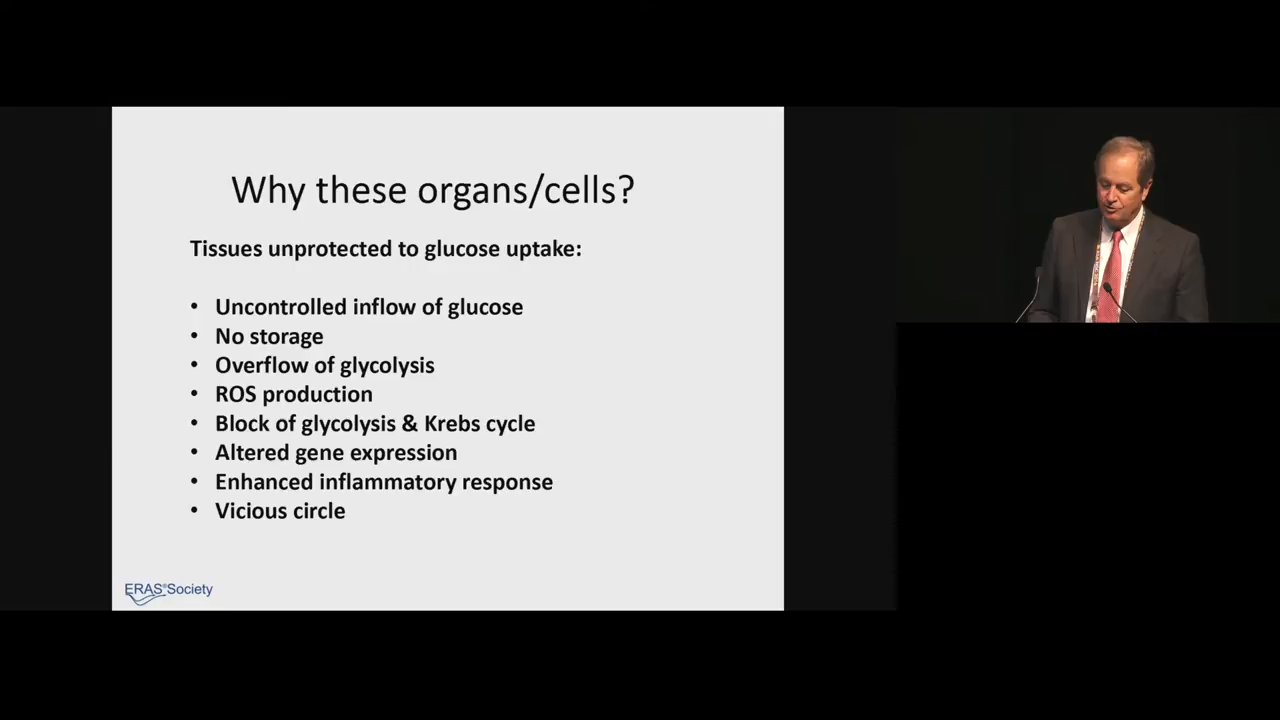 Why these organs/cells?
Tissues unprotected to glucose uptake:
• Uncontrolled inflow of glucose
• No storage
• Overflow of glycolysis
• ROS production
• Block of glycolysis & Krebs cycle
• Altered gene expression
• Enhanced inflammatory response
• Vicious circle
ERAS®Society